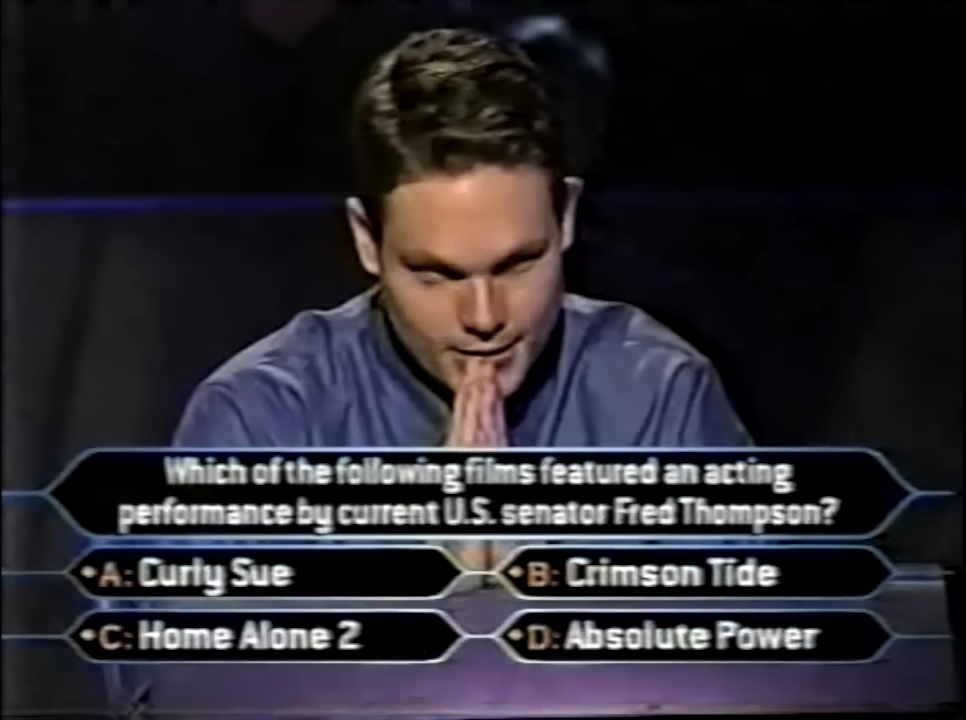 Which of the following films featured an acting
performance by current U.S. senator Fred Thompson?
•A: Curly Sue
•B: Crimson Tide
•C: Home Alone 2
•D: Absolute Power